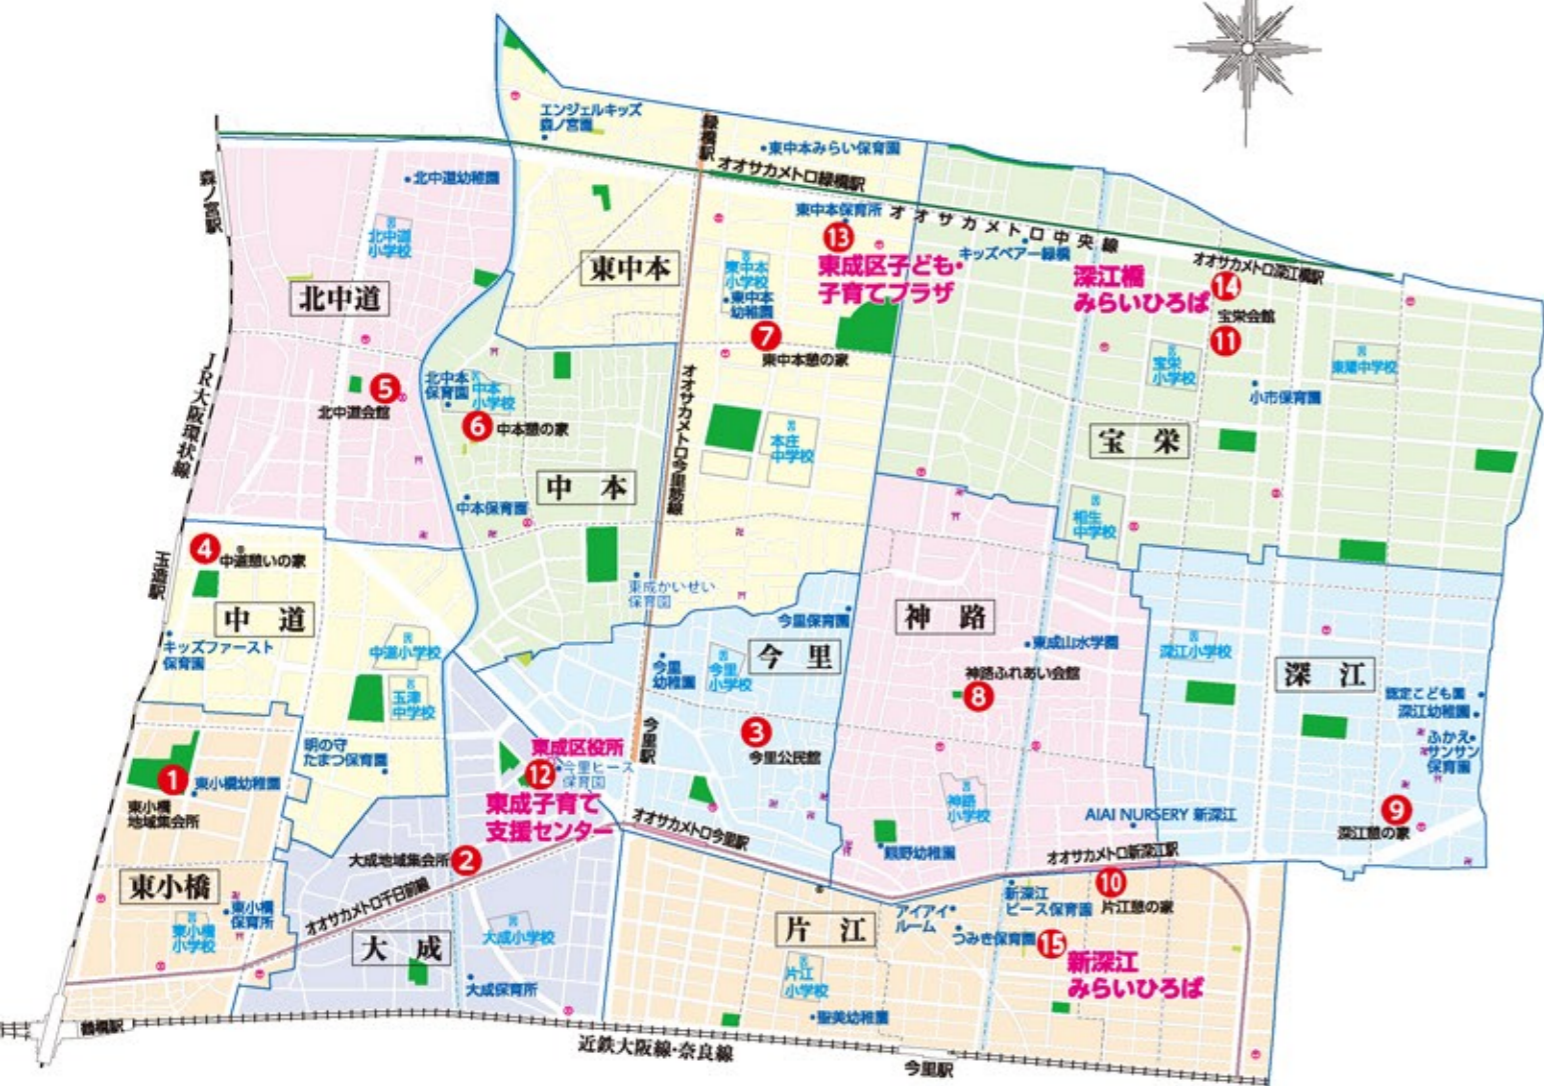 エンジェルキッズ
森ノ宮園
緑橋駅
東中本みらい保育園
オオサカメトロ緑橋駅
森ノ宮駅
北中道幼稚園
北中道
小学校
東中本保育所
オオサカメトロ中央線
キッズベアー緑橋
オオサカメトロ深江橋駅
13
東成区子ども・
子育てプラザ
東中本
東中本
小学校
東中本
幼稚園
7
東中本憩の家
深江橋
みらいひろば
14
宝栄会館
11
宝栄
小学校
東陽中学校
小市保育園
北中道
JR大阪環状線
5
北中道会館
北中本
保育園
中本
小学校
6
中本憩の家
オオサカメトロ今里筋線
本庄
中学校
宝栄
中本
中本保育園
相生
中学校
玉造駅
4
中道憩いの家
中道
キッズファースト
保育園
中道小学校
玉津
中学校
東成かいせい
保育園
今里保育園
今里
今里
幼稚園
今里
小学校
神路
東成山水学園
神路ふれあい会館
8
深江小学校
深江
認定こども園
深江幼稚園
ふかえ
サンサン
保育園
明の守
たまつ保育園
東成区役所
12
今里ピース
保育園
東成子育て
支援センター
今里駅
3
今里公民館
1
東小橋幼稚園
東小橋
地域集会所
神路
小学校
AIAI NURSERY 新深江
9
深江憩の家
大成地域集会所
2
オオサカメトロ今里駅
熊野幼稚園
オオサカメトロ新深江駅
東小橋
オオサカメトロ千日前線
東小橋
保育所
東小橋
小学校
大成
大成小学校
大成保育所
片江
片江
小学校
聖美幼稚園
アイアイ
ルーム
つみき保育園
新深江
ピース保育園
10
片江憩の家
15
新深江
みらいひろば
鶴橋駅
近鉄大阪線・奈良線
今里駅